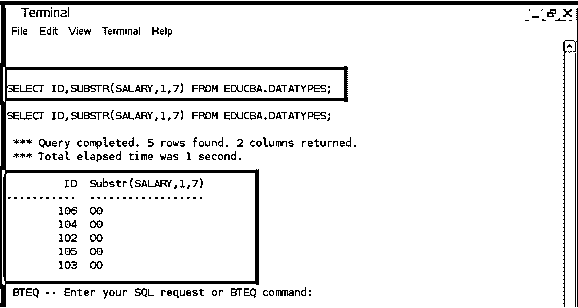 Terminal
File Edit View Terminal Help
SELECT ID,SUBSTR(SALARY,1,7) FROM EDUCBA.DATATYPES;
SELECT ID,SUBSTR(SALARY,1,7) FROM EDUCBA.DATATYPES;
*** Query completed. 5 rows found. 2 columns returned.
*** Total elapsed time was 1 second.
ID Substr(SALARY,1,7)
----------- -----------------
106 00
104 00
102 00
105 00
103 00
BTEQ -- Enter your SQL request or BTEQ command: